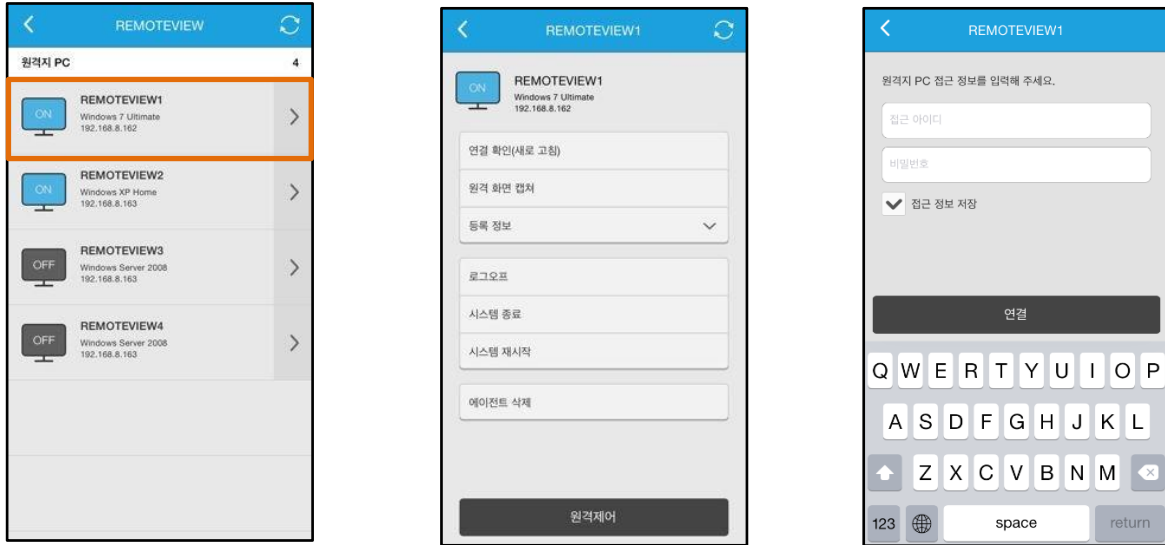 REMOTEVIEW
원격지 PC 4
ON
REMOTEVIEW1
Windows 7 Ultimate
192.168.8.162
ON
REMOTEVIEW2
Windows XP Home
192.168.8.163
OFF
REMOTEVIEW3
Windows Server 2008
192.168.8.163
OFF
REMOTEVIEW4
Windows Server 2008
192.168.8.163
REMOTEVIEW1
ON
REMOTEVIEW1
Windows 7 Ultimate
192.168.8.162
연결 확인(새로 고침)
원격 화면 캡쳐
등록 정보
로그오프
시스템 종료
시스템 재시작
에이전트 삭제
원격제어
REMOTEVIEW1
원격지 PC 접근 정보를 입력해 주세요.
접근 아이디
비밀번호
접근 정보 저장
연결
Q W E R T Y U I O P
A S D F G H J K L
Z X C V B N M
123 space return